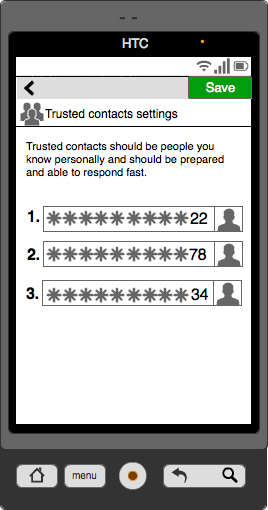 HTC
Save
Trusted contacts settings
Trusted contacts should be people you
know personally and should be prepared
and able to respond fast.
1. ＊＊＊＊＊＊＊＊＊22
2. ＊＊＊＊＊＊＊＊＊78
3. ＊＊＊＊＊＊＊＊＊34
menu